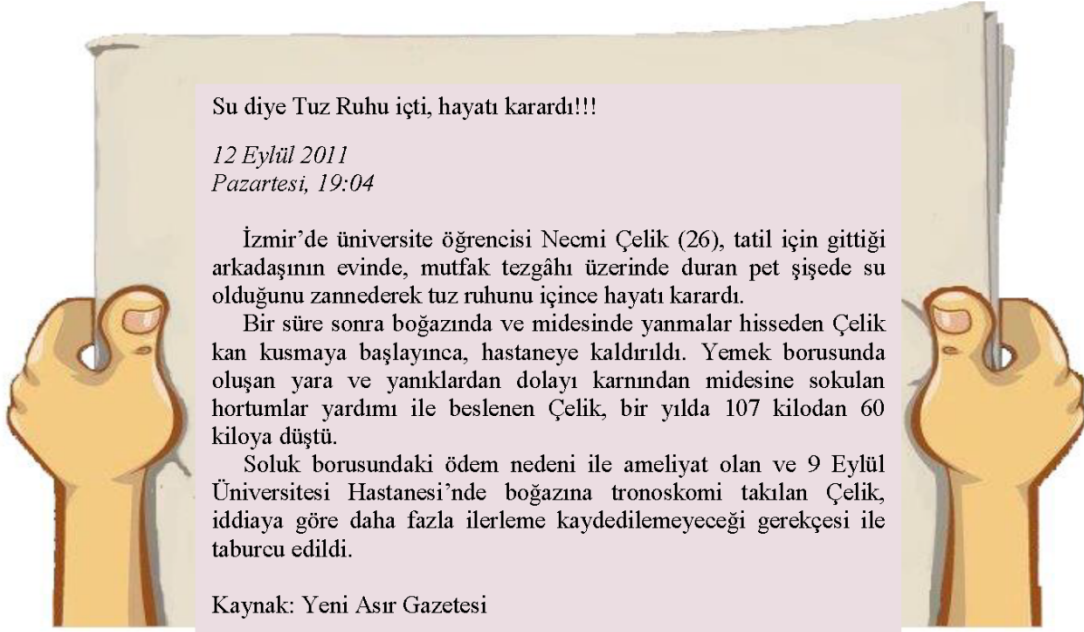 Su diye Tuz Ruhu içti, hayatı karardı!!!
12 Eylül 2011
Pazartesi, 19:04
İzmir’de üniversite öğrencisi Necmi Çelik (26), tatil için gittiği
arkadaşının evinde, mutfak tezgâhı üzerinde duran pet şişede su
olduğunu zannederek tuz ruhunu içince hayatı karardı.
Bir süre sonra boğazında ve midesinde yanmalar hisseden Çelik
kan kusmaya başlayınca, hastaneye kaldırıldı. Yemek borusunda
oluşan yara ve yanıklardan dolayı karnından midesine sokulan
hortumlar yardımı ile beslenen Çelik, bir yılda 107 kilodan 60
kiloya düştü.
Soluk borusundaki ödem nedeni ile ameliyat olan ve 9 Eylül
Üniversitesi Hastanesi’nde boğazına tronoskomi takılan Çelik,
iddiaya göre daha fazla ilerleme kaydedilemeyeceği gerekçesi ile
taburcu edildi.
Kaynak: Yeni Asır Gazetesi